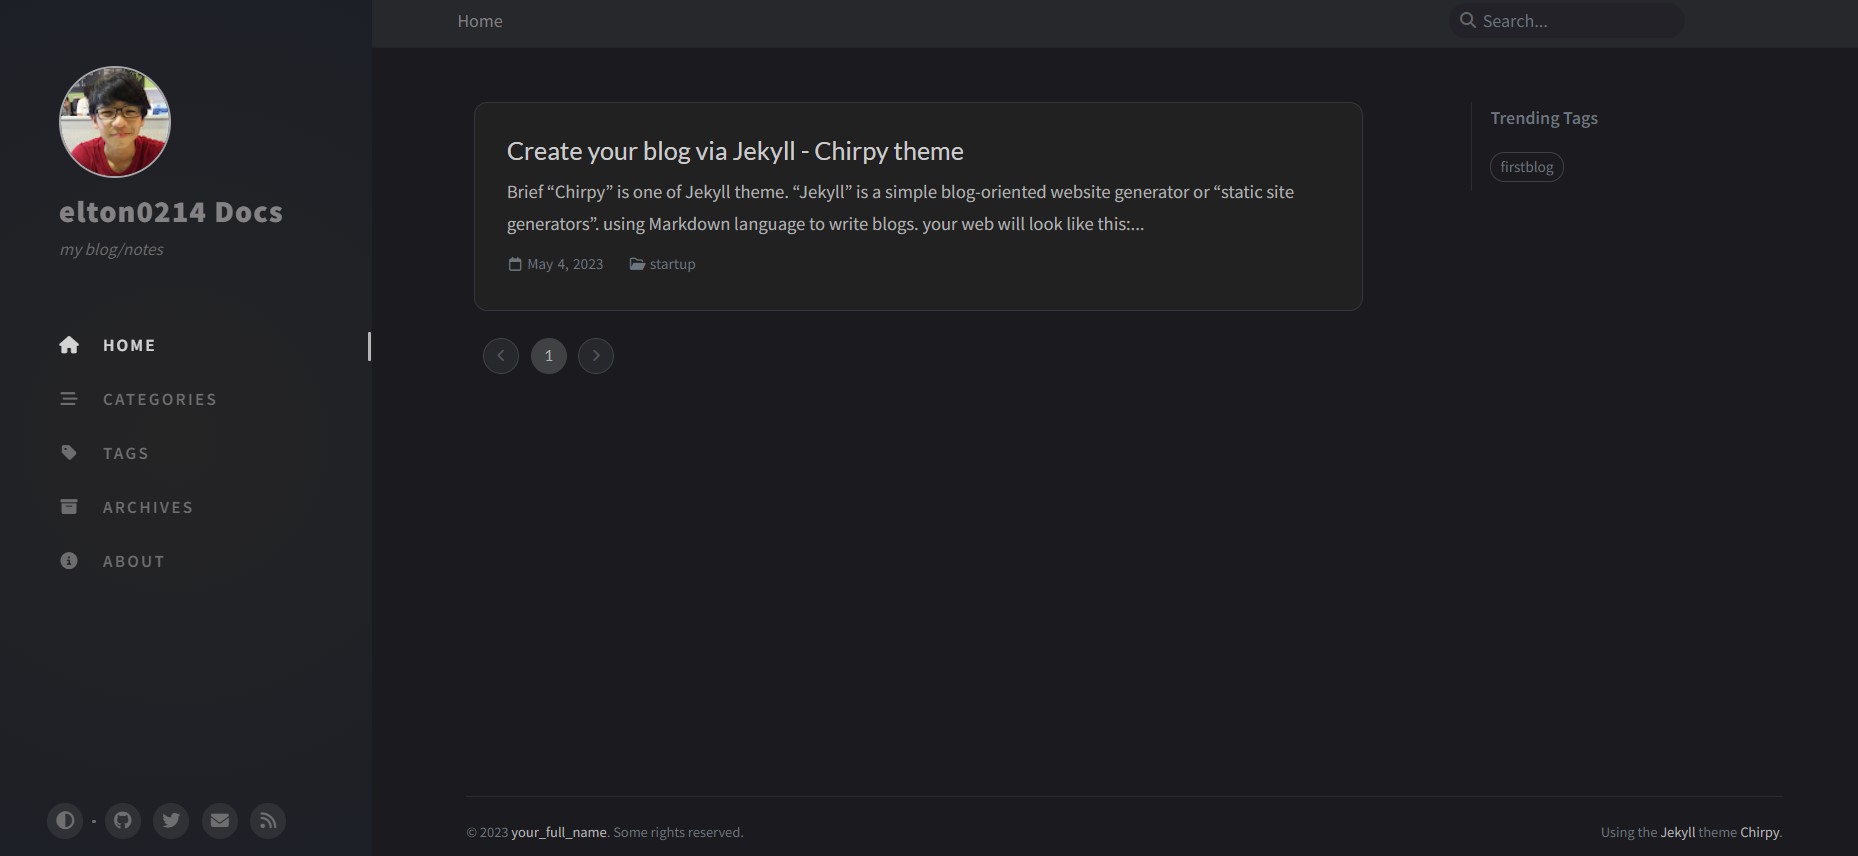 elton0214 Docs
my blog/notes
HOME
CATEGORIES
TAGS
ARCHIVES
ABOUT
Home
Search...
Create your blog via Jekyll - Chirpy theme
Brief “Chirpy” is one of Jekyll theme. “Jekyll” is a simple blog-oriented website generator or “static site
generators”. using Markdown language to write blogs. your web will look like this:...
May 4, 2023 startup
1
Trending Tags
firstblog
© 2023 your_full_name. Some rights reserved.
Using the Jekyll theme Chirpy.